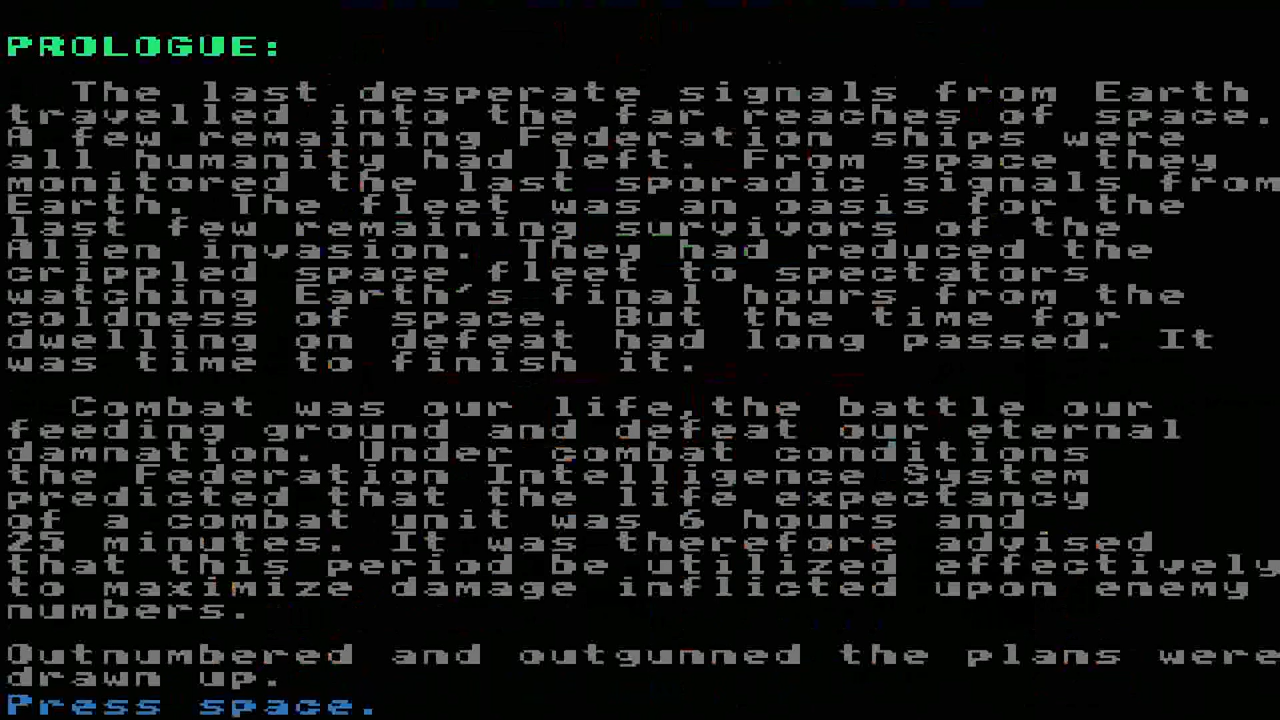 PROLOGUE:
The last desperate signals from Earth
travelled into the far reaches of space.
A few remaining Federation ships were
all humanity had left. From space they
monitored the last sporadic signals from
Earth. The fleet was an oasis for the
last few remaining survivors of the
Alien invasion. They had reduced the
crippled space fleet to spectators
watching Earth's final hours from the
coldness of space. But the time for
dwelling on defeat had long passed. It
was time to finish it.
Combat was our life,the battle our
feeding ground and defeat our eternal
damnation. Under combat conditions
the Federation Intelligence System
predicted that the life expectancy
of a combat unit was 6 hours and
25 minutes. It was therefore advised
that this period be utilized effectively
to maximize damage inflicted upon enemy
numbers.
Outnumbered and outgunned the plans were
drawn up.
Press space.